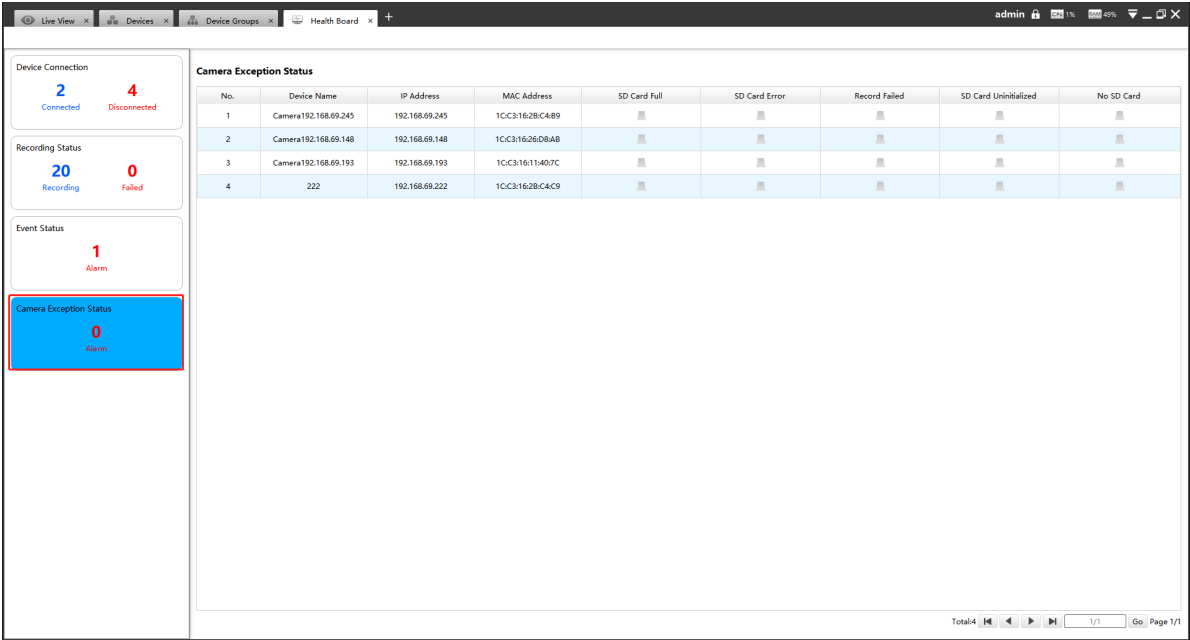 Live View × Devices × Device Groups × Health Board × + admin CPU 1% RAM 49%
Device Connection
2 4
Connected Disconnected
Recording Status
20 0
Recording Failed
Event Status
1
Alarm
Camera Exception Status
0
Alarm
Camera Exception Status
No. Device Name IP Address MAC Address SD Card Full SD Card Error Record Failed SD Card Uninitialized No SD Card
1 Camera192.168.69.245 192.168.69.245 1C:C3:16:2B:C4:B9
2 Camera192.168.69.148 192.168.69.148 1C:C3:16:26:D8:AB
3 Camera192.168.69.193 192.168.69.193 1C:C3:16:11:40:7C
4 222 192.168.69.222 1C:C3:16:2B:C4:C9
Total:4 1/1 Go Page 1/1